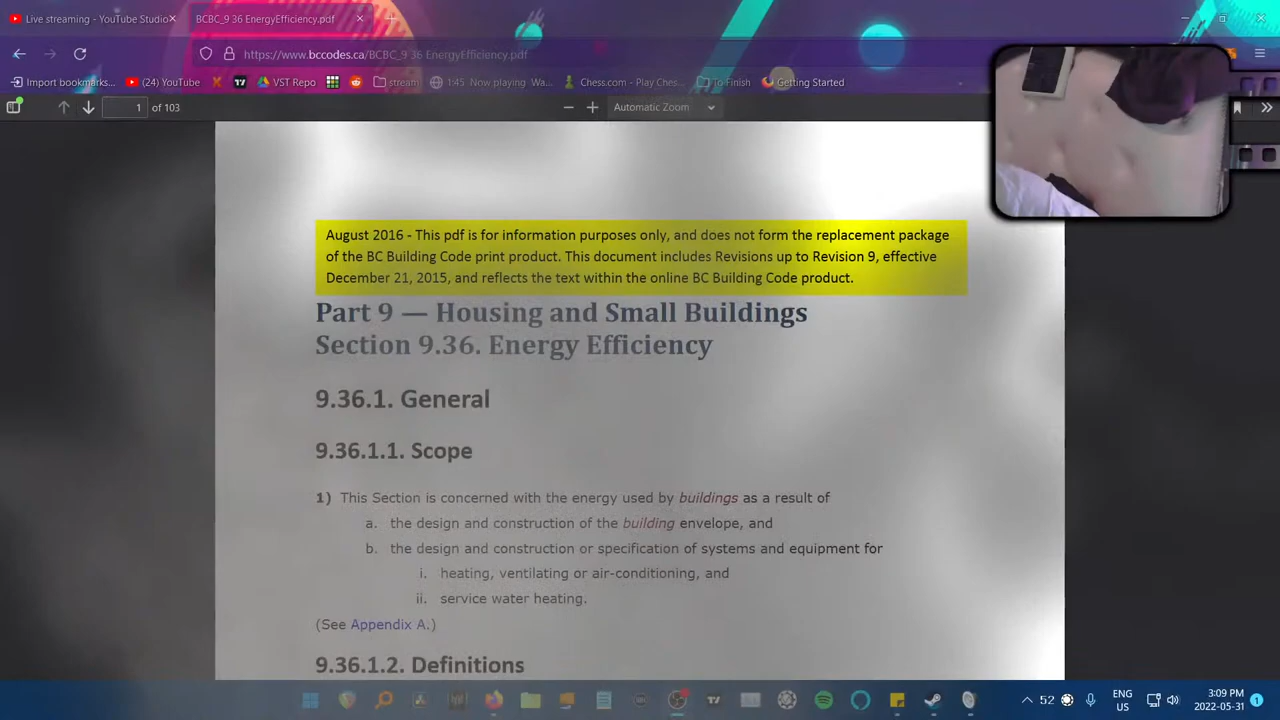 Live streaming - YouTube Studio
BCBC_9 36 EnergyEfficiency.pdf
https://www.bccodes.ca/BCBC_9 36 EnergyEfficiency.pdf
Import bookmarks...
(24) YouTube
VST Repo
stream
1:45 Now playing Wa...
Chess.com - Play Ches...
To Finish
Getting Started
1 of 103
Automatic Zoom
August 2016 - This pdf is for information purposes only, and does not form the replacement package
of the BC Building Code print product. This document includes Revisions up to Revision 9, effective
December 21, 2015, and reflects the text within the online BC Building Code product.
Part 9 — Housing and Small Buildings
Section 9.36. Energy Efficiency
9.36.1. General
9.36.1.1. Scope
1) This Section is concerned with the energy used by buildings as a result of
a. the design and construction of the building envelope, and
b. the design and construction or specification of systems and equipment for
i. heating, ventilating or air-conditioning, and
ii. service water heating.
(See Appendix A.)
9.36.1.2. Definitions
52
ENG
US
3:09 PM
2022-05-31
1